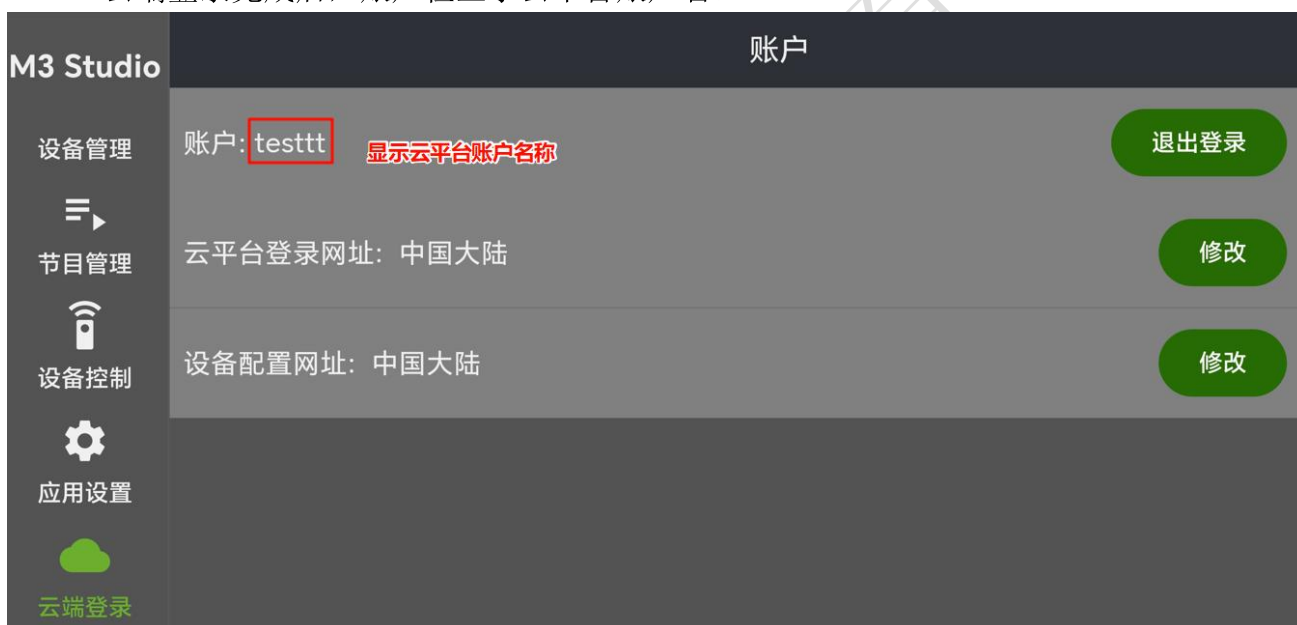 M3 Studio
账户
设备管理
账户: testtt
显示云平台账户名称
退出登录
节目管理
云平台登录网址: 中国大陆
修改
设备控制
设备配置网址: 中国大陆
修改
应用设置
云端登录